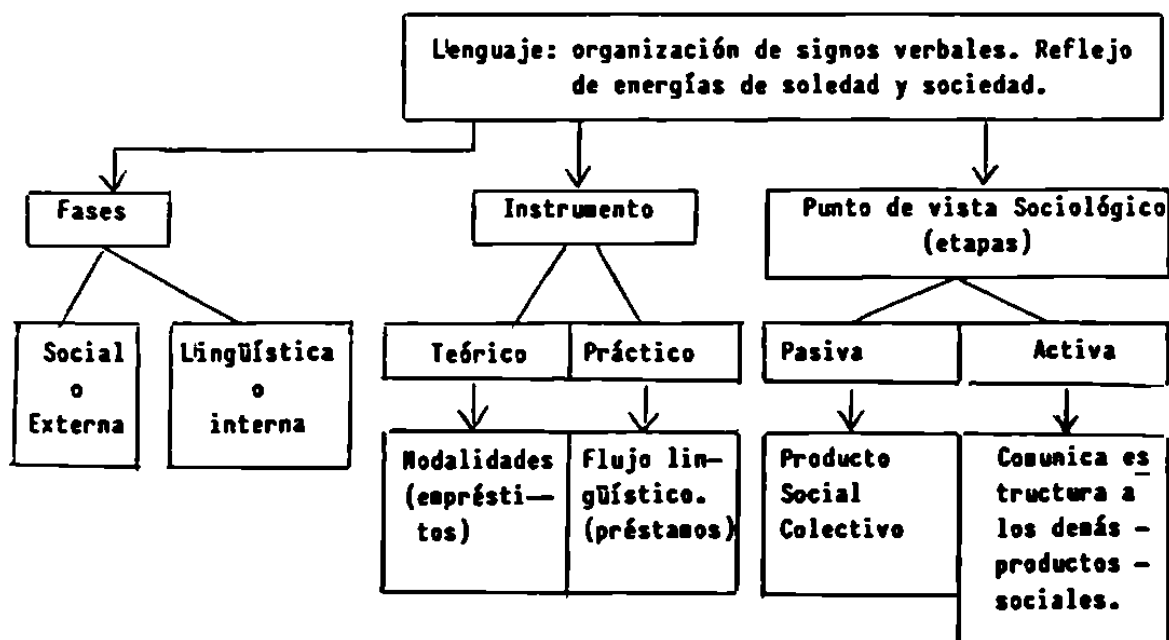 Lenguaje: organización de signos verbales. Reflejo
de energías de soledad y sociedad.
Fases
Instrumento
Punto de vista Sociológico
(etapas)
Social
o
Externa
Lingüística
o
interna
Teórico
Práctico
Pasiva
Activa
Modalidades
(emprésti—
tos)
Flujo lin—
güístico.
(préstamos)
Producto
Social
Colectivo
Comunica es
tructura a
los demás —
productos —
sociales.